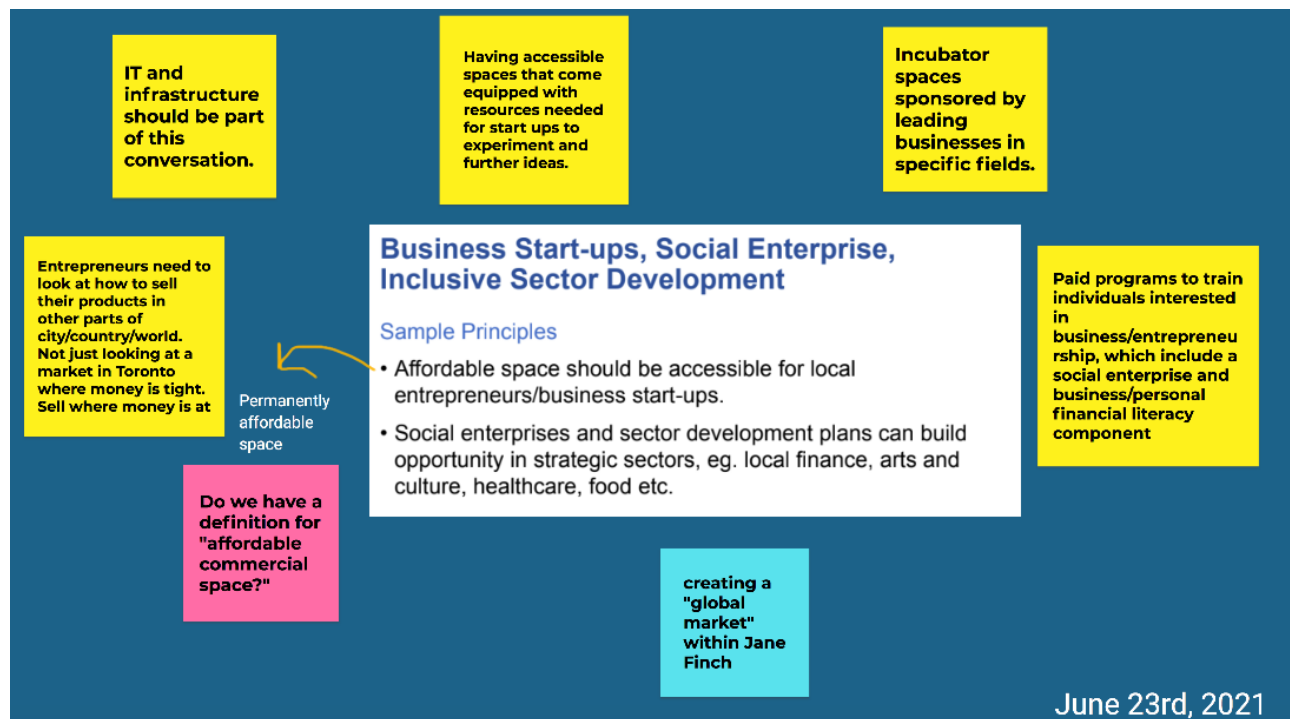 IT and
infrastructure
should be part
of this
conversation.
Having accessible
spaces that come
equipped with
resources needed
for start ups to
experiment and
further ideas.
Incubator
spaces
sponsored by
leading
businesses in
specific fields.
Entrepreneurs need to
look at how to sell
their products in
other parts of
city/country/world.
Not just looking at a
market in Toronto
where money is tight.
Sell where money is at
Permanently
affordable
space
Business Start-ups, Social Enterprise,
Inclusive Sector Development
Sample Principles
• Affordable space should be accessible for local
entrepreneurs/business start-ups.
• Social enterprises and sector development plans can build
opportunity in strategic sectors, eg. local finance, arts and
culture, healthcare, food etc.
Paid programs to train
individuals interested
in
business/entrepreneu
rship, which include a
social enterprise and
business/personal
financial literacy
component
Do we have a
definition for
"affordable
commercial
space?"
creating a
"global
market"
within Jane
Finch
June 23rd, 2021